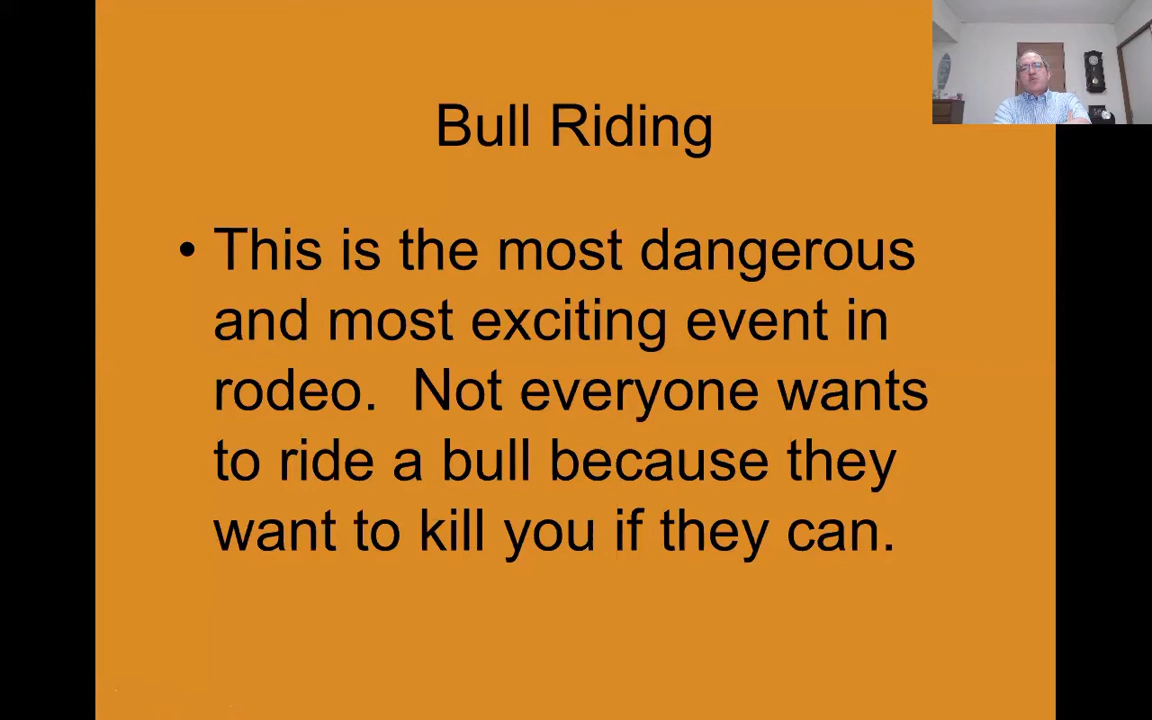 Bull Riding
• This is the most dangerous
and most exciting event in
rodeo.  Not everyone wants
to ride a bull because they
want to kill you if they can.